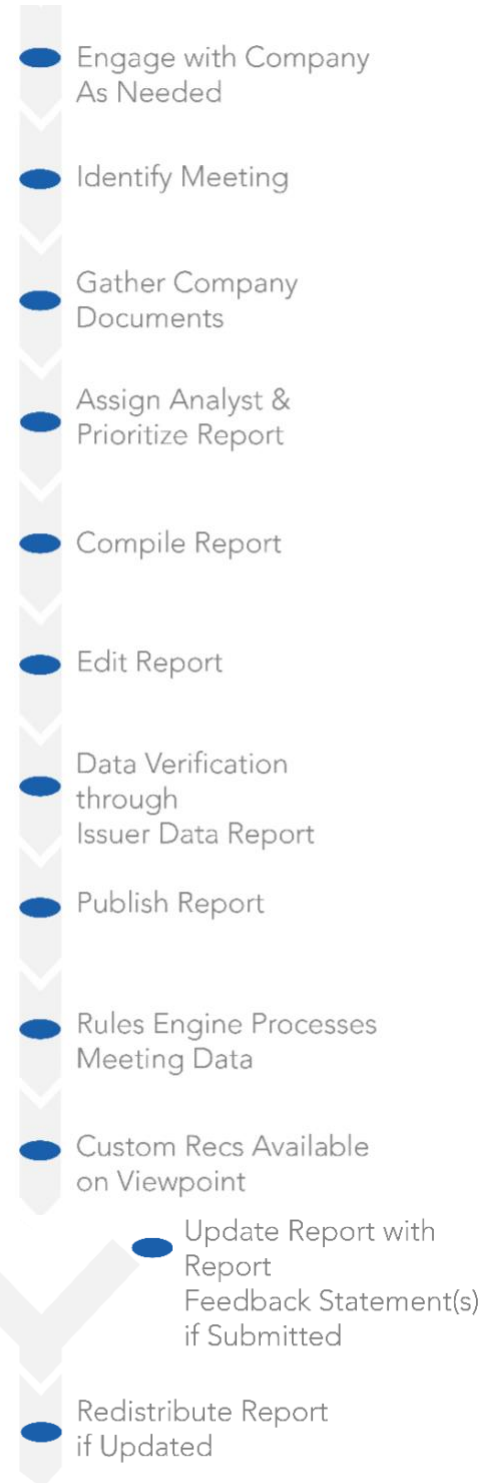 Engage with Company
As Needed
Identify Meeting
Gather Company
Documents
Assign Analyst &
Prioritize Report
Compile Report
Edit Report
Data Verification
through
Issuer Data Report
Publish Report
Rules Engine Processes
Meeting Data
Custom Recs Available
on Viewpoint
Update Report with
Report
Feedback Statement(s)
if Submitted
Redistribute Report
if Updated